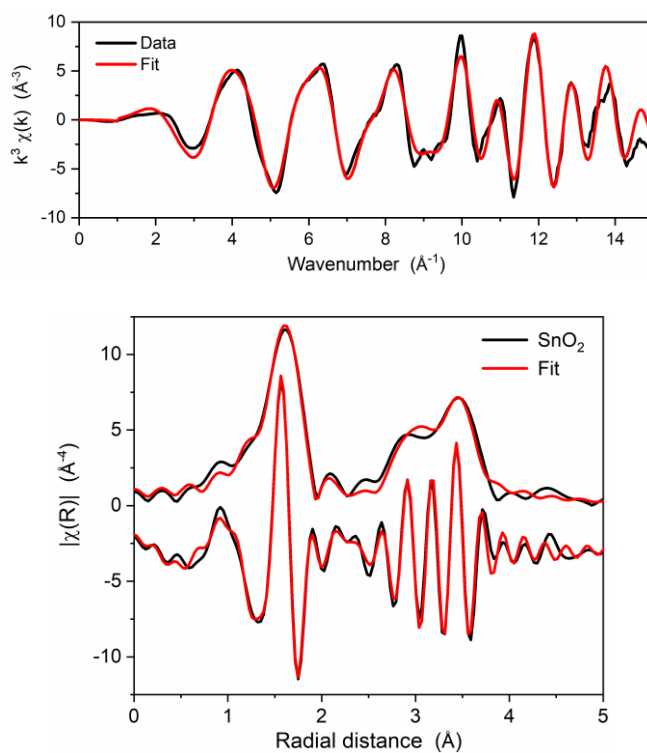 10
5
0
-5
-10
k³ χ(k) (Å⁻³)
Data
Fit
0 2 4 6 8 10 12 14
Wavenumber (Å⁻¹)
10
5
0
-5
-10
|χ(R)| (Å⁻⁴)
SnO₂
Fit
0 1 2 3 4 5
Radial distance (Å)